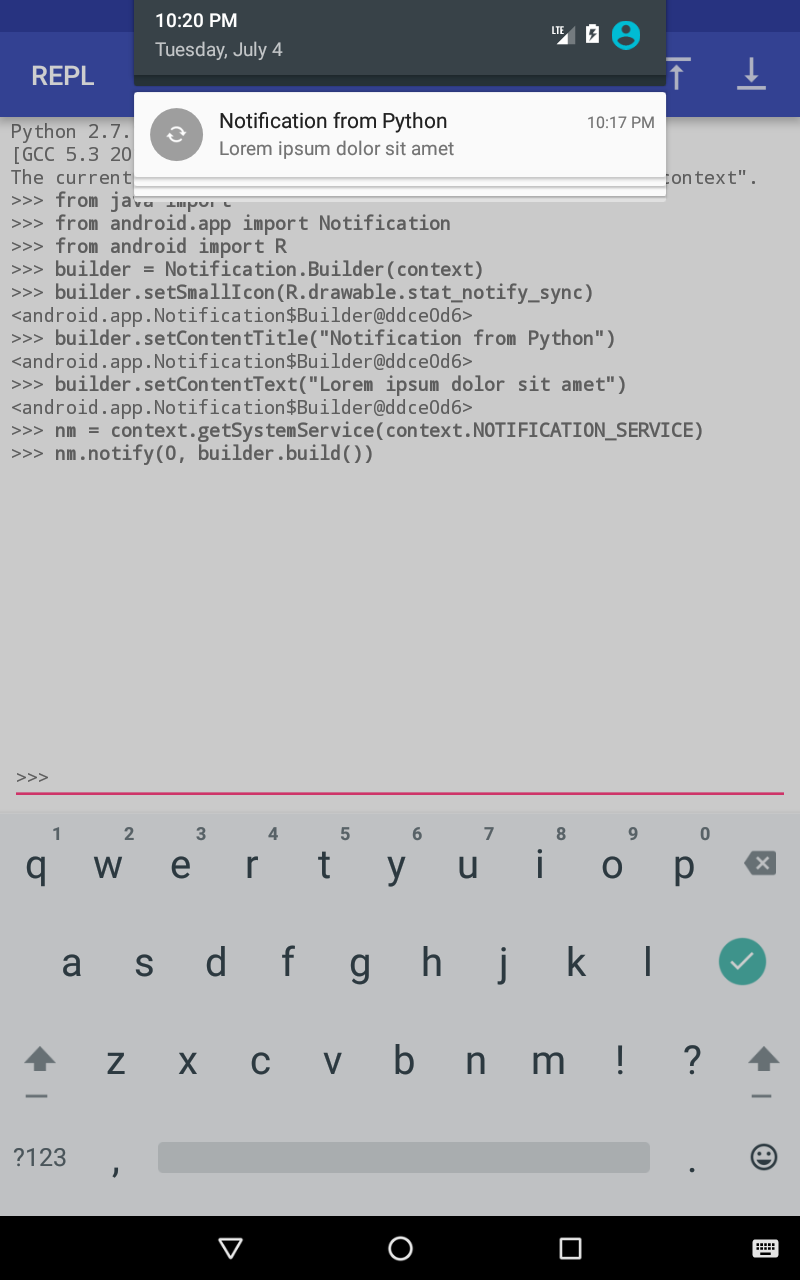 10:20 PM
Tuesday, July 4
LTE
REPL
Notification from Python
10:17 PM
Lorem ipsum dolor sit amet
Python 2.7.
[GCC 5.3 20
The current context".
>>> from java import
>>> from android.app import Notification
>>> from android import R
>>> builder = Notification.Builder(context)
>>> builder.setSmallIcon(R.drawable.stat_notify_sync)
<android.app.Notification$Builder@ddce0d6>
>>> builder.setContentTitle("Notification from Python")
<android.app.Notification$Builder@ddce0d6>
>>> builder.setContentText("Lorem ipsum dolor sit amet")
<android.app.Notification$Builder@ddce0d6>
>>> nm = context.getSystemService(context.NOTIFICATION_SERVICE)
>>> nm.notify(0, builder.build())
>>>
1 2 3 4 5 6 7 8 9 0
q w e r t y u i o p
a s d f g h j k l
z x c v b n m ! ?
?123 , .